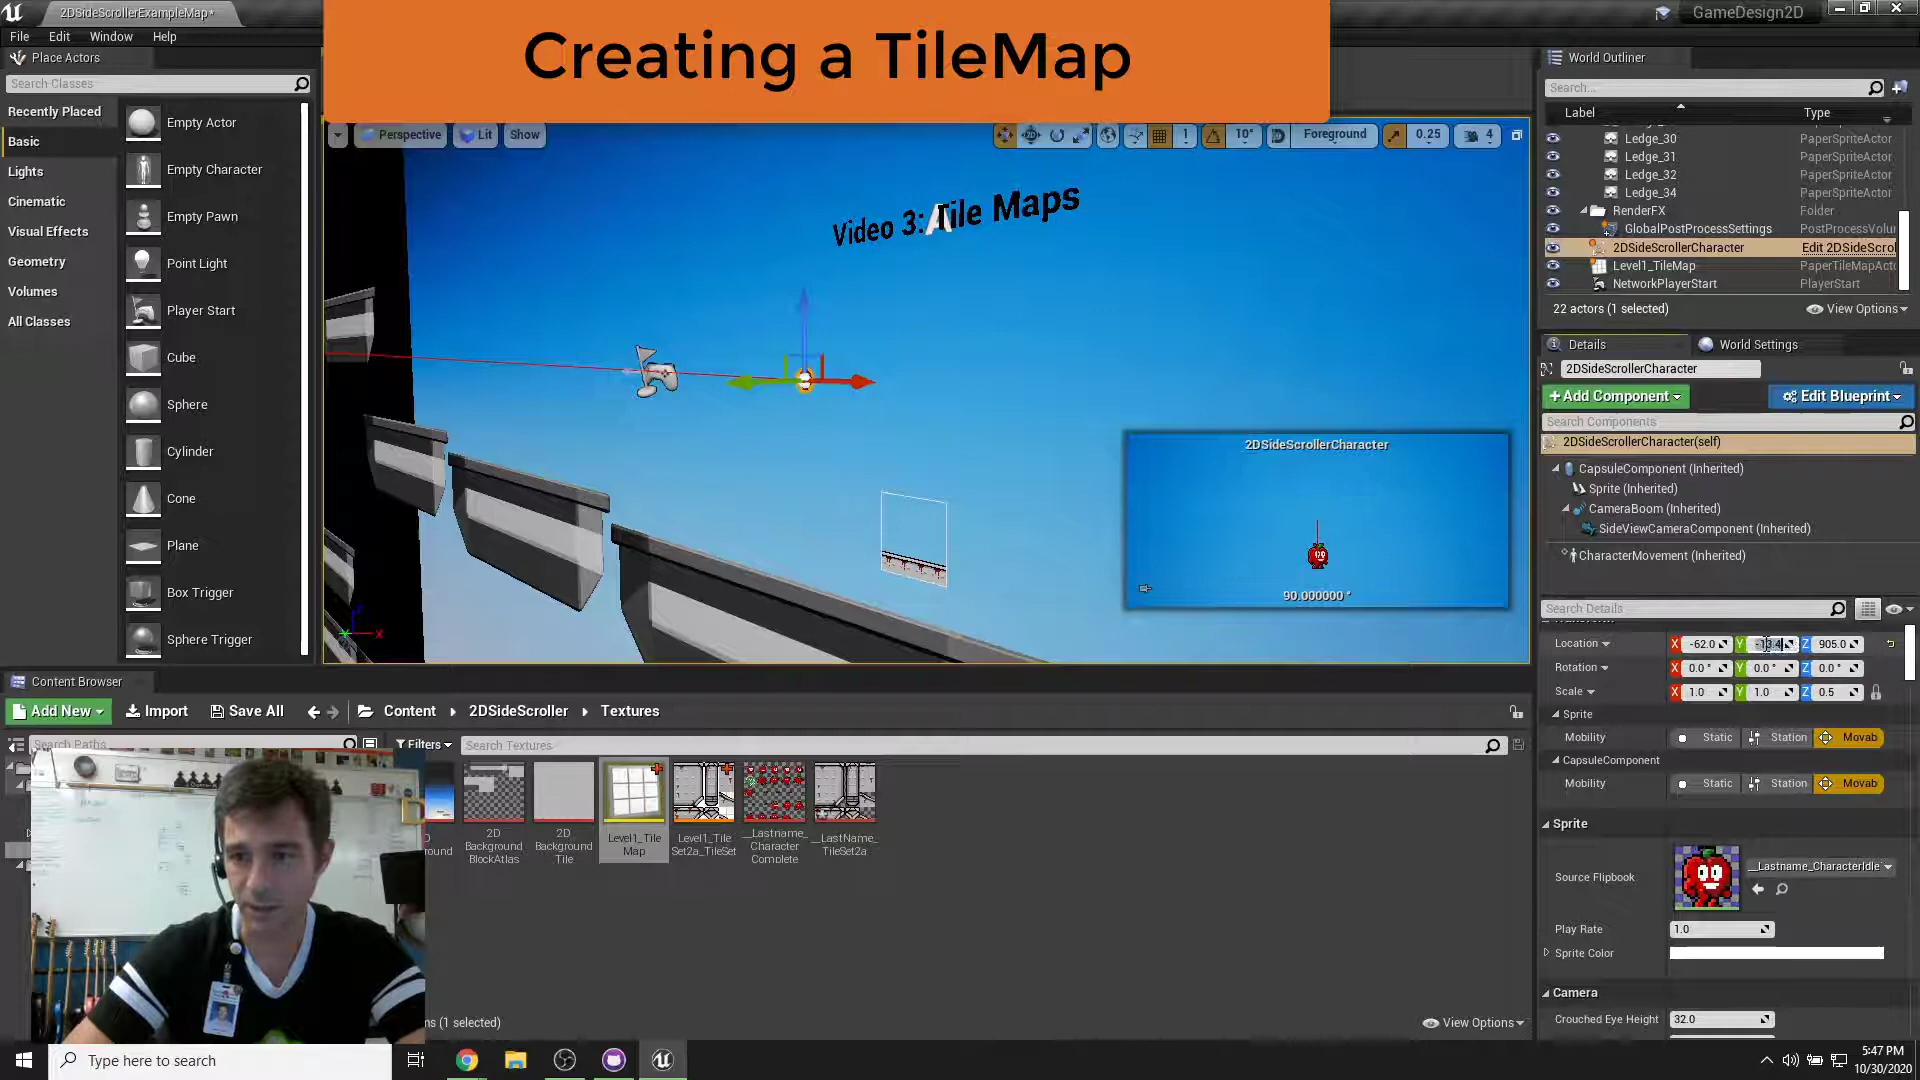 2DSideScrollerExampleMap*
GameDesign2D
File Edit Window Help
Creating a TileMap
Place Actors
Search Classes
Recently Placed
Basic
Lights
Cinematic
Visual Effects
Geometry
Volumes
All Classes
Empty Actor
Empty Character
Empty Pawn
Point Light
Player Start
Cube
Sphere
Cylinder
Cone
Plane
Box Trigger
Sphere Trigger
Perspective Lit Show
1 10° Foreground 0.25 4
Video 3: Tile Maps
2DSideScrollerCharacter
90.000000 °
World Outliner
Search...
Label Type
Ledge_30 PaperSpriteActor
Ledge_31 PaperSpriteActor
Ledge_32 PaperSpriteActor
Ledge_34 PaperSpriteActor
RenderFX Folder
GlobalPostProcessSettings PostProcessVolu
2DSideScrollerCharacter Edit 2DSideScrol
Level1_TileMap PaperTileMapActo
NetworkPlayerStart PlayerStart
22 actors (1 selected) View Options
Details World Settings
2DSideScrollerCharacter
+Add Component Edit Blueprint
Search Components
2DSideScrollerCharacter(self)
CapsuleComponent (Inherited)
Sprite (Inherited)
CameraBoom (Inherited)
SideViewCameraComponent (Inherited)
CharacterMovement (Inherited)
Search Details
Location X -62.0 Y Z 905.0
Rotation X 0.0 ° Y 0.0 ° Z 0.0 °
Scale X 1.0 Y 1.0 Z 0.5
Sprite
Mobility Static Station Movab
CapsuleComponent
Mobility Static Station Movab
Sprite
Source Flipbook __Lastname_CharacterIdle
Play Rate 1.0
Sprite Color
Camera
Crouched Eye Height 32.0
Content Browser
Add New Import Save All Content 2DSideScroller Textures
Search Paths Filters Search Textures
2D Background BlockAtlas
2D Background Tile
Level1_Tile Map
Level1_Tile Set2a_TileSet
__Lastname_ Character Complete
__LastName_ TileSet2a
ms (1 selected) View Options
Type here to search
5:47 PM
10/30/2020